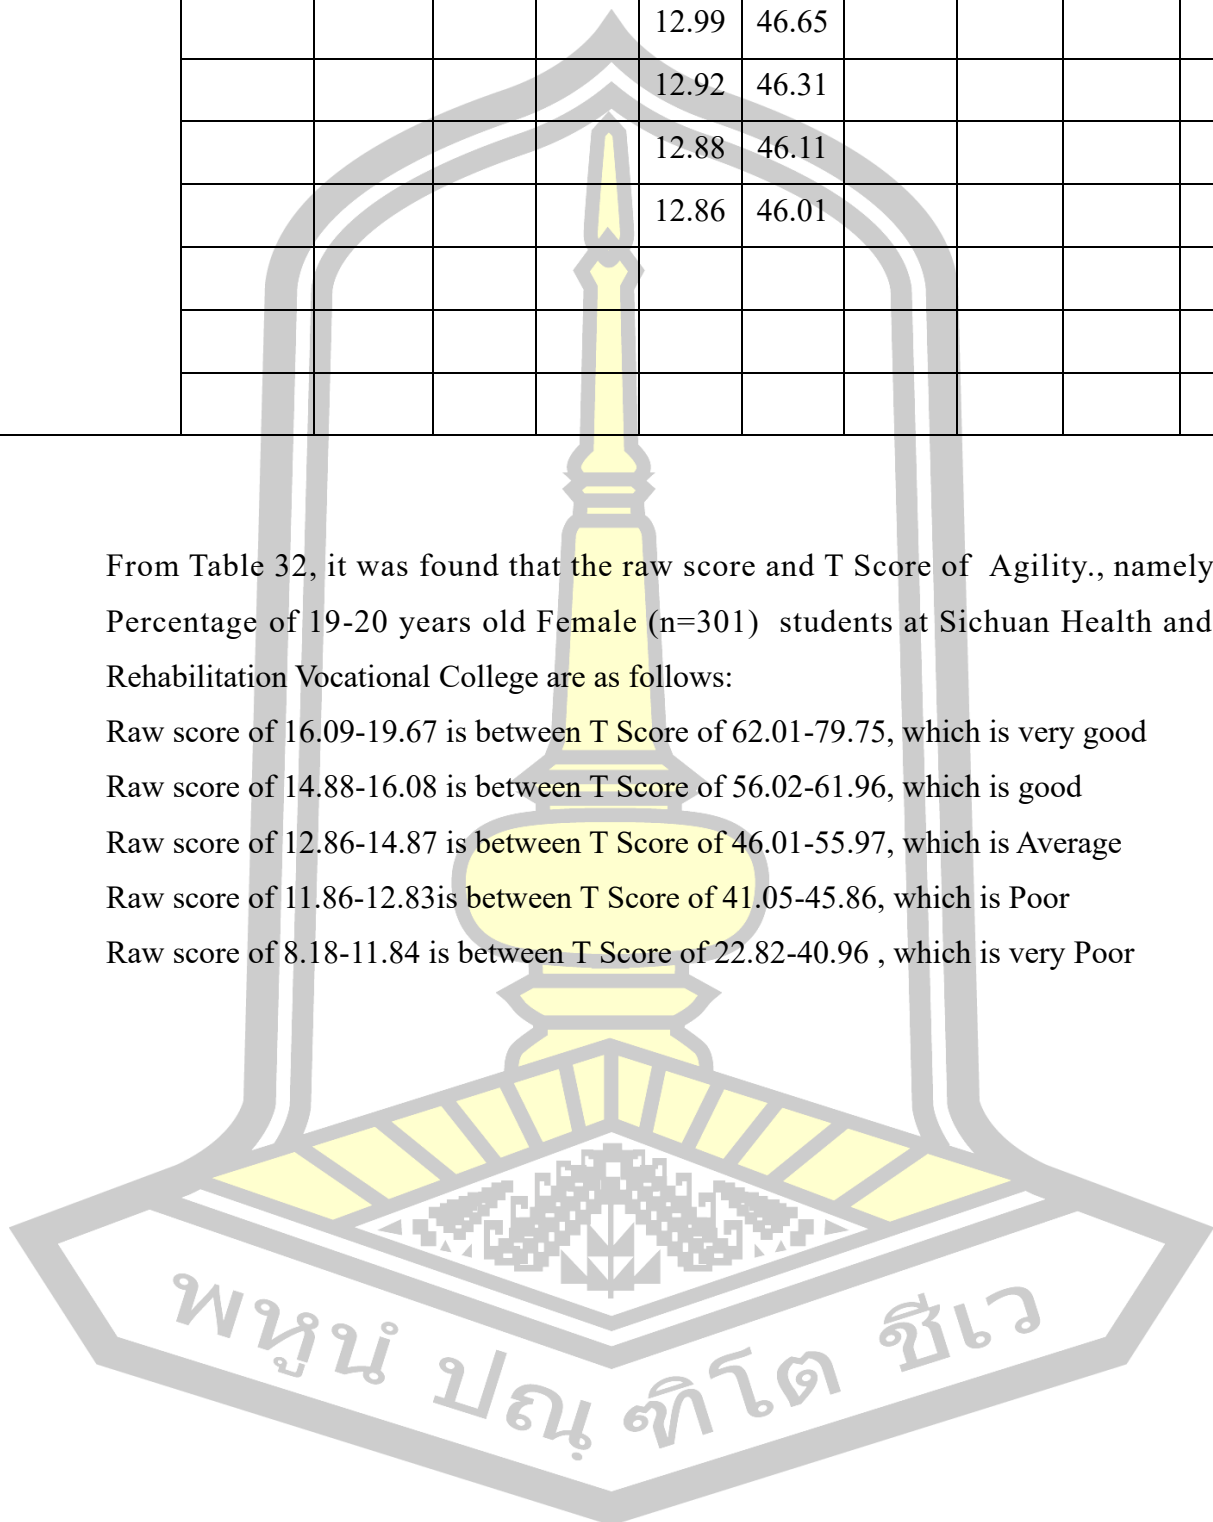 12.99 46.65
12.92 46.31
12.88 46.11
12.86 46.01
From Table 32, it was found that the raw score and T Score of Agility., namely
Percentage of 19-20 years old Female (n=301) students at Sichuan Health and
Rehabilitation Vocational College are as follows:
Raw score of 16.09-19.67 is between T Score of 62.01-79.75, which is very good
Raw score of 14.88-16.08 is between T Score of 56.02-61.96, which is good
Raw score of 12.86-14.87 is between T Score of 46.01-55.97, which is Average
Raw score of 11.86-12.83is between T Score of 41.05-45.86, which is Poor
Raw score of 8.18-11.84 is between T Score of 22.82-40.96 , which is very Poor
พหูนํ ปณฺ ฑิโต ชีเว